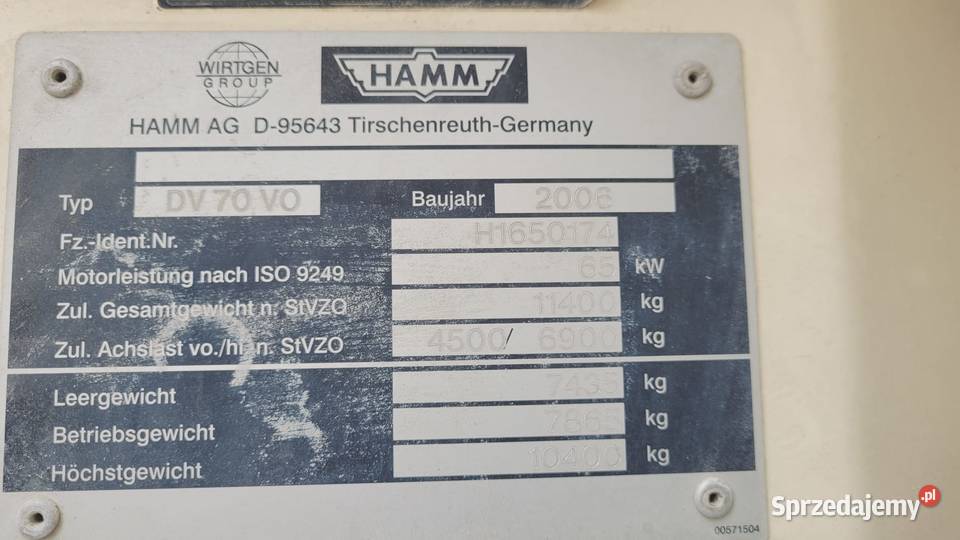 WIRTGEN
GROUP
HAMM
HAMM AG D-95643 Tirschenreuth-Germany
Typ DV 70 VO Baujahr 2006
Fz.-Ident.Nr. H1650174
Motorleistung nach ISO 9249 65 kW
Zul. Gesamtgewicht n. StVZO 11400 kg
Zul. Achslast vo./hi. n. StVZO 4500/ 6900 kg
Leergewicht kg
Betriebsgewicht 7865 kg
Höchstgewicht 10400 kg
00571504
Sprzedajemy.pl